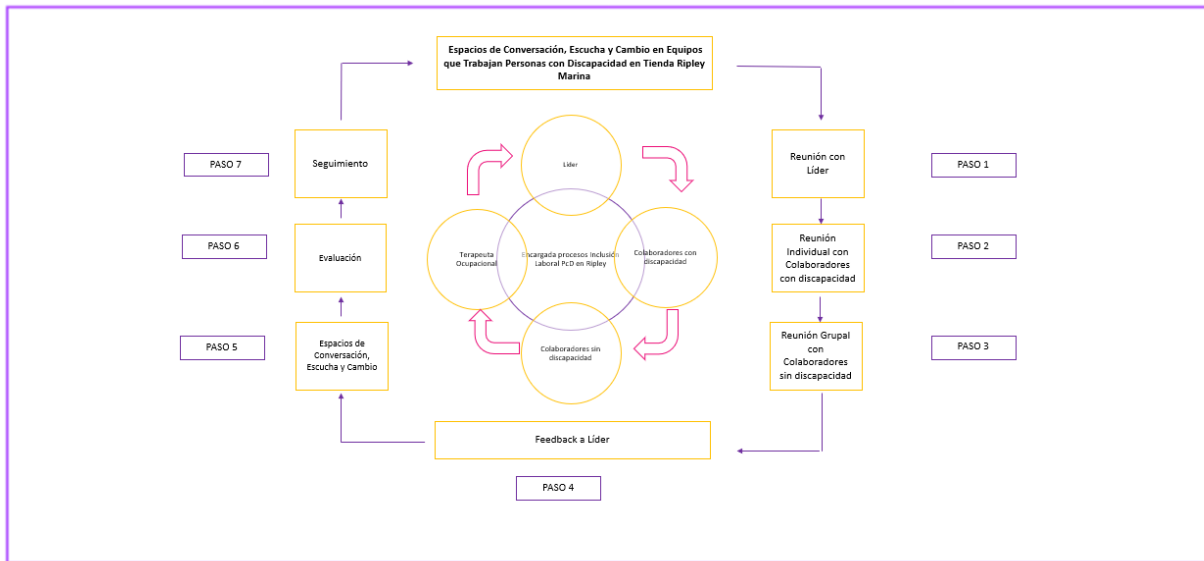 Espacios de Conversación, Escucha y Cambio en Equipos
que Trabajan Personas con Discapacidad en Tienda Ripley
Marina
PASO 7
Seguimiento
Lider
Reunión con
Líder
PASO 1
PASO 6
Evaluación
Terapeuta
Ocupacional
Encargada procesos Inclusión
Laboral PcD en Ripley
Colaboradores con
discapacidad
Reunión
Individual con
Colaboradores
con discapacidad
PASO 2
PASO 5
Espacios de
Conversación,
Escucha y Cambio
Colaboradores sin
discapacidad
Reunión Grupal
con
Colaboradores
sin discapacidad
PASO 3
Feedback a Líder
PASO 4